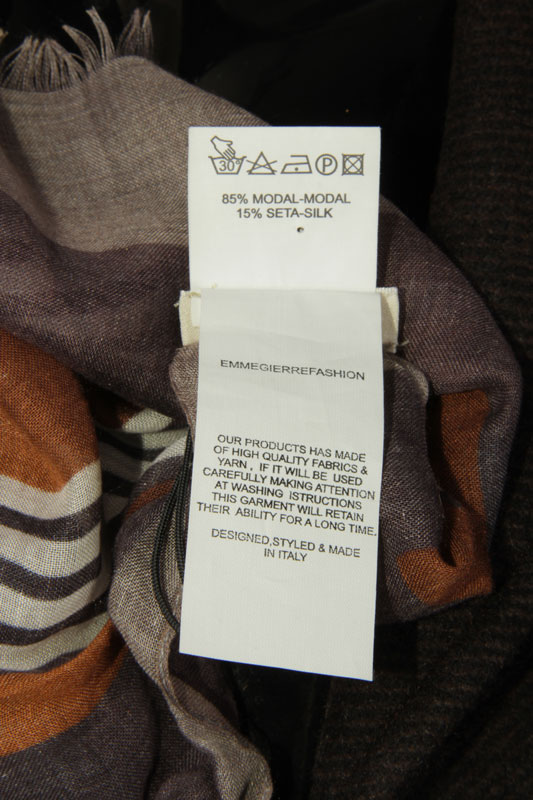 30°
P
85% MODAL-MODAL
15% SETA-SILK
EMMEGIERREFASHION
OUR PRODUCTS HAS MADE
OF HIGH QUALITY FABRICS &
YARN , IF IT WILL BE USED
CAREFULLY MAKING ATTENTION
AT WASHING ISTRUCTIONS
THIS GARMENT WILL RETAIN
THEIR ABILITY FOR A LONG TIME.
DESIGNED,STYLED & MADE
IN ITALY